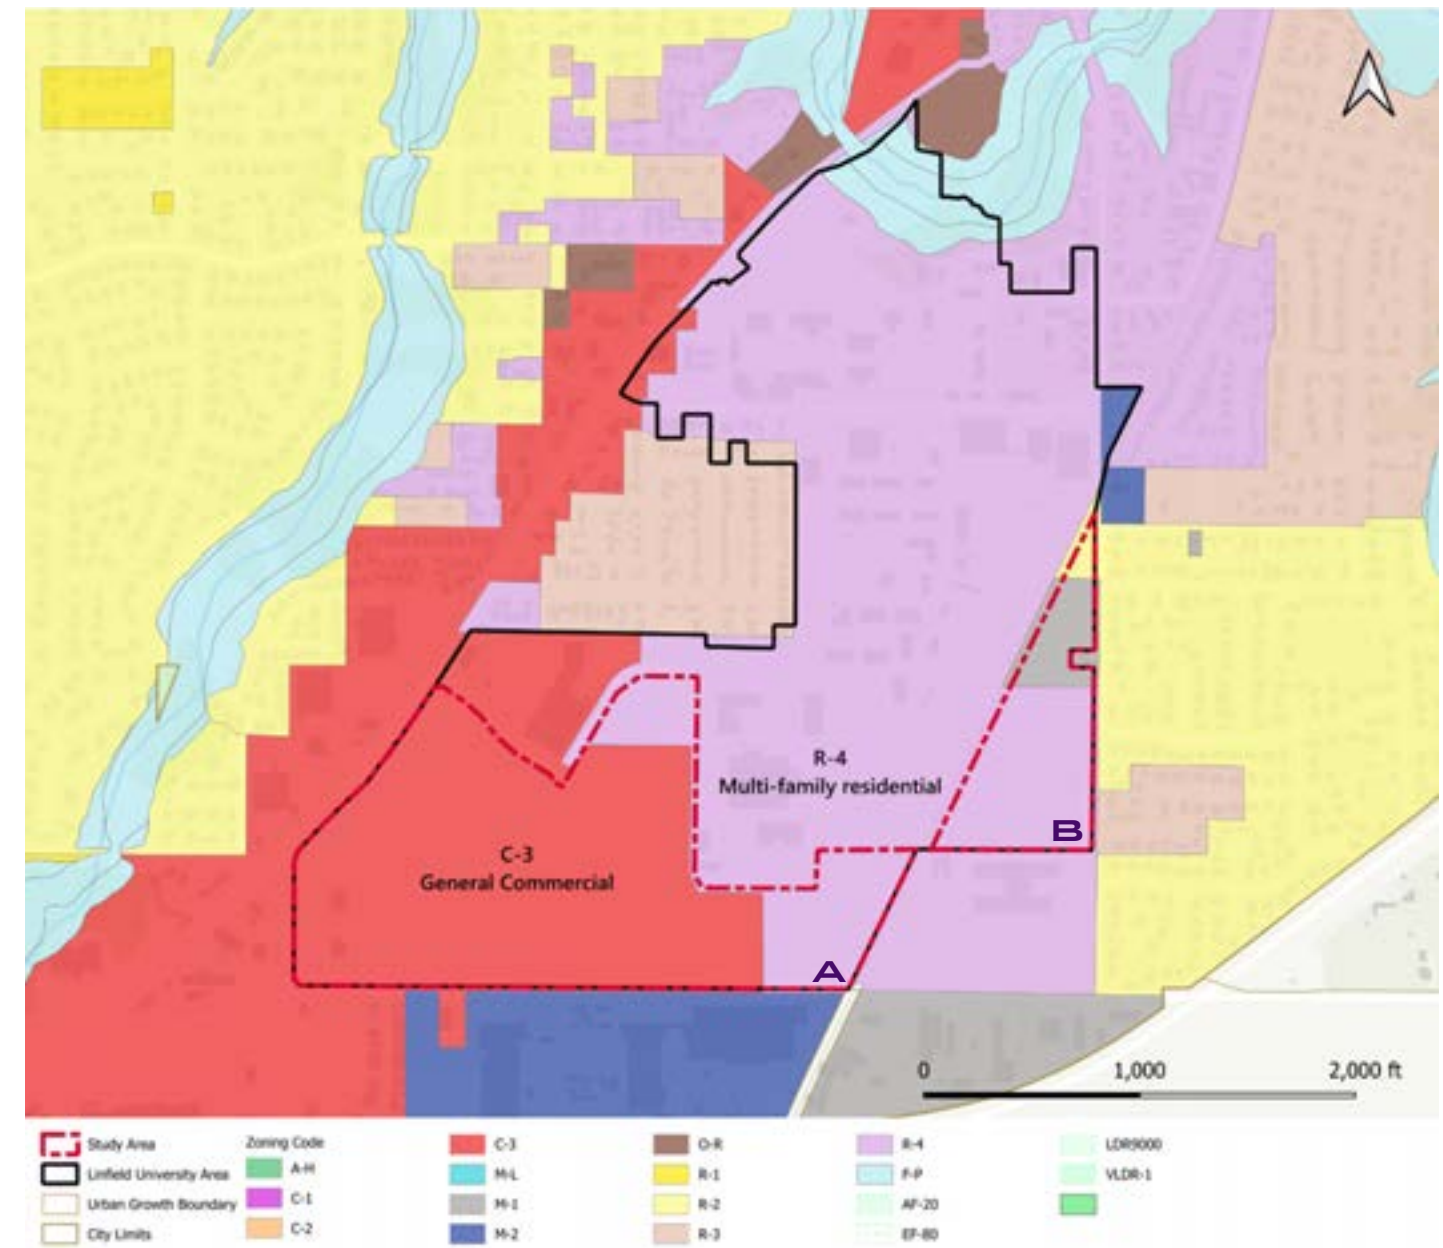 R-4
Multi-family residential
B
C-3
General Commercial
A
0 1,000 2,000 ft
Study Area
Linfield University Area
Urban Growth Boundary
City Limits
Zoning Code
A-H
C-1
C-2
C-3
M-L
M-1
M-2
O-R
R-1
R-2
R-3
R-4
F-P
AF-20
EF-80
LDR9000
VLDR-1